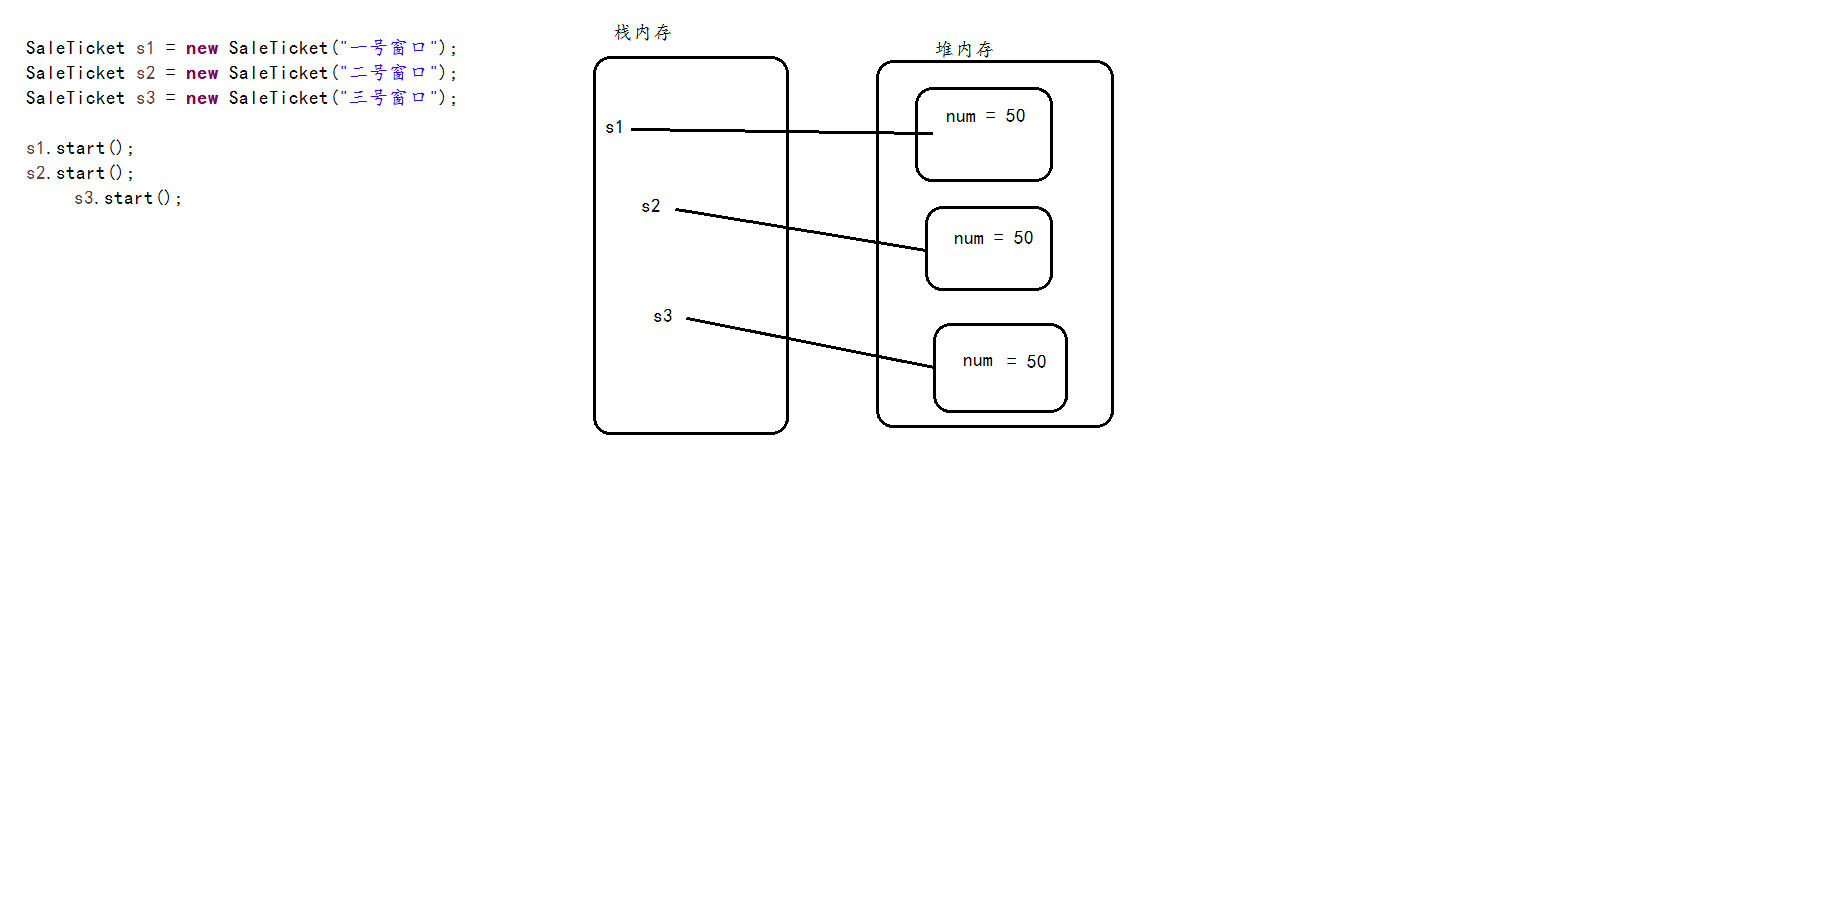 SaleTicket s1 = new SaleTicket("一号窗口");
SaleTicket s2 = new SaleTicket("二号窗口");
SaleTicket s3 = new SaleTicket("三号窗口");
s1.start();
s2.start();
s3.start();
栈内存
s1
s2
s3
堆内存
num = 50
num = 50
num = 50